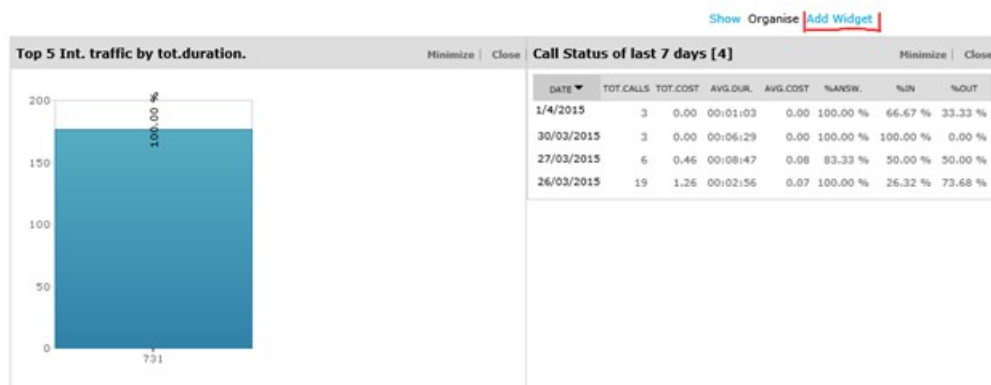 Show Organise Add Widget
Top 5 Int. traffic by tot.duration. Minimize | Close
200
150
100
50
0
100.00 %
731
Call Status of last 7 days [4] Minimize | Close
DATE TOT.CALLS TOT.COST AVG.DUR. AVG.COST %ANSW. %IN %OUT
1/4/2015 3 0.00 00:01:03 0.00 100.00 % 66.67 % 33.33 %
30/03/2015 3 0.00 00:06:29 0.00 100.00 % 100.00 % 0.00 %
27/03/2015 6 0.46 00:08:47 0.08 83.33 % 50.00 % 50.00 %
26/03/2015 19 1.26 00:02:56 0.07 100.00 % 26.32 % 73.68 %